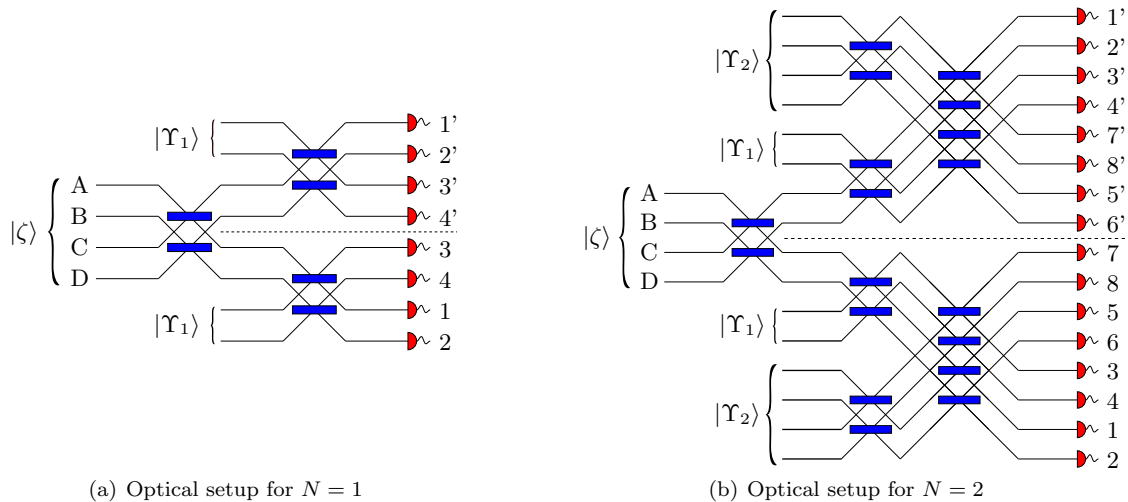 |Υ₁⟩
|ζ⟩
A
B
C
D
|Υ₁⟩
1'
2'
3'
4'
3
4
1
2
(a) Optical setup for N = 1
|Υ₂⟩
|Υ₁⟩
|ζ⟩
A
B
C
D
|Υ₁⟩
|Υ₂⟩
1'
2'
3'
4'
7'
8'
5'
6'
7
8
5
6
3
4
1
2
(b) Optical setup for N = 2